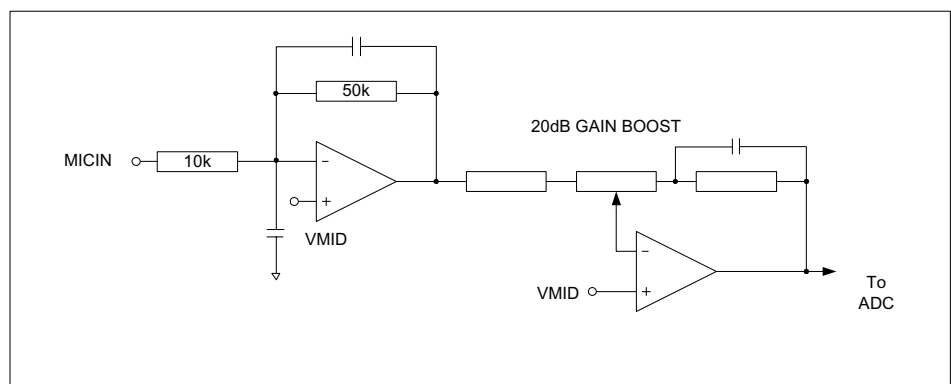 50k
20dB GAIN BOOST
MICIN
10k
−
+
VMID
−
VMID
+
To
ADC